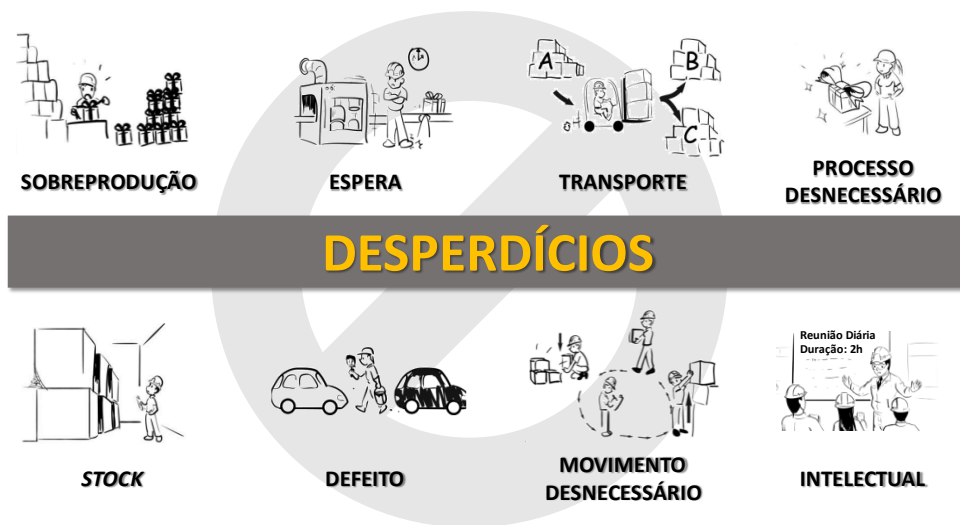 A
B
C
SOBREPRODUÇÃO
ESPERA
TRANSPORTE
PROCESSO
DESNECESSÁRIO
DESPERDÍCIOS
Reunião Diária
Duração: 2h
STOCK
DEFEITO
MOVIMENTO
DESNECESSÁRIO
INTELECTUAL